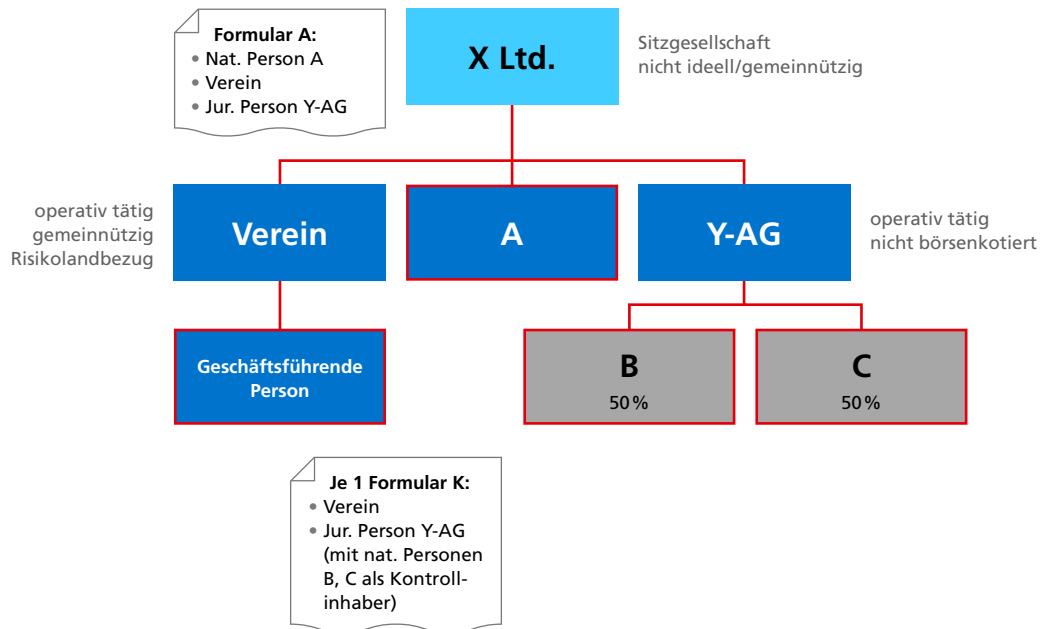 Formular A:
• Nat. Person A
• Verein
• Jur. Person Y-AG
X Ltd.
Sitzgesellschaft
nicht ideell/gemeinnützig
operativ tätig
gemeinnützig
Risikolandbezug
Verein
A
Y-AG
operativ tätig
nicht börsenkotiert
Geschäftsführende
Person
B
50 %
C
50 %
Je 1 Formular K:
• Verein
• Jur. Person Y-AG
(mit nat. Personen
B, C als Kontroll-
inhaber)